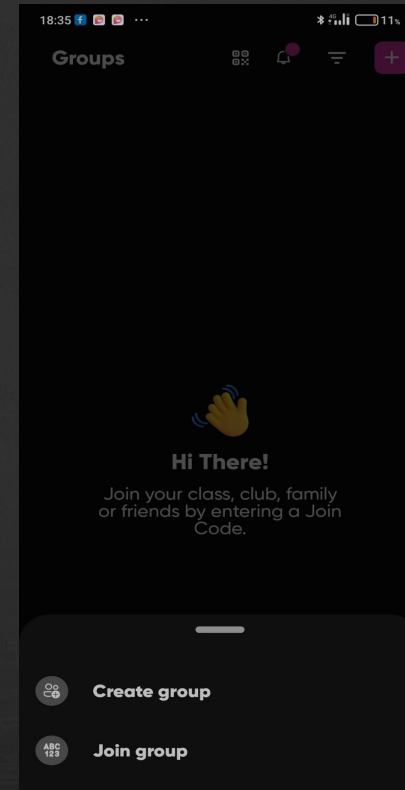 18:35 ... 4G 11%
Groups
Hi There!
Join your class, club, family
or friends by entering a Join
Code.
Create group
ABC
123
Join group